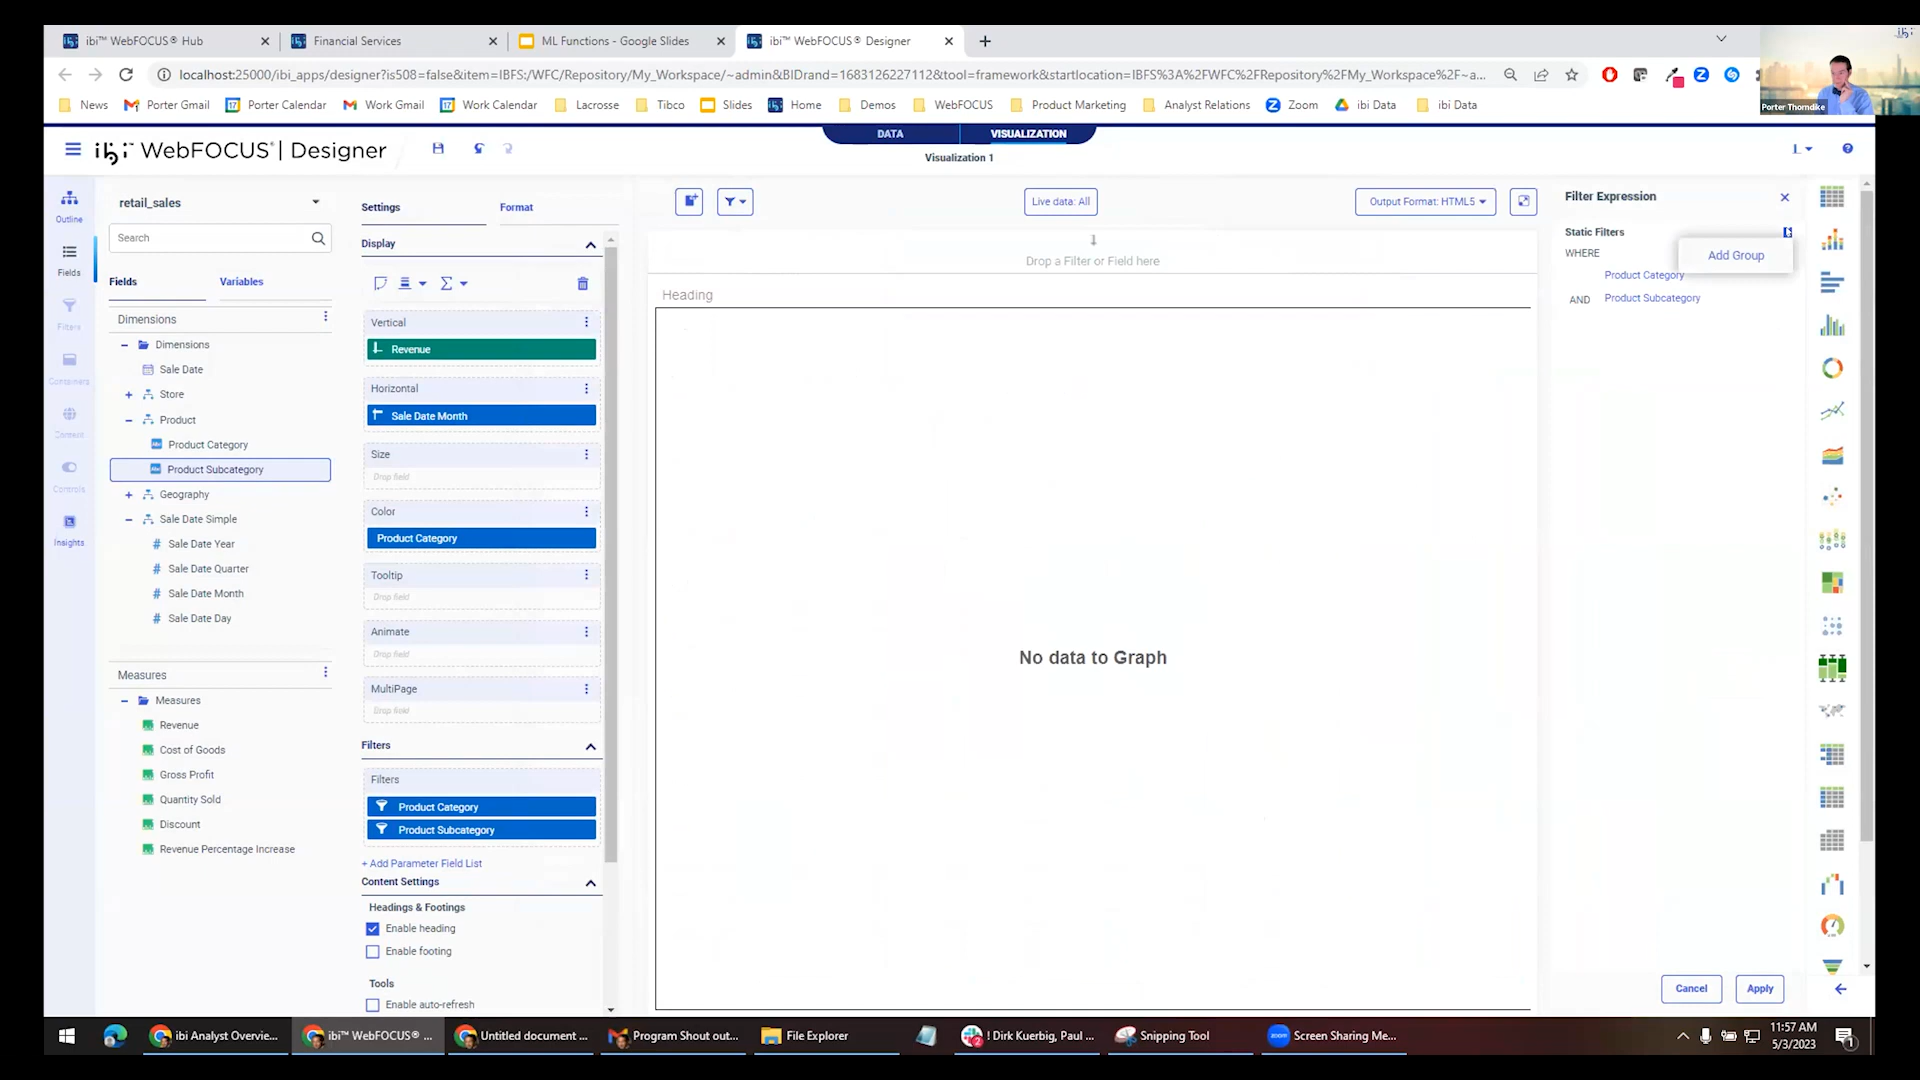 ibi™ WebFOCUS® Hub
Financial Services
ML Functions - Google Slides
ibi™ WebFOCUS® Designer
localhost:25000/ibi_apps/designer?is508=false&item=IBFS:/WFC/Repository/My_Workspace/~admin&BIDrand=1683126227112&tool=framework&startlocation=IBFS%3A%2FWFC%2FRepository%2FMy_Workspace%2F~a...
News
Porter Gmail
Porter Calendar
Work Gmail
Work Calendar
Lacrosse
Tibco
Slides
Home
Demos
WebFOCUS
Product Marketing
Analyst Relations
Zoom
ibi Data
ibi Data
Porter Thorndike
ibi™ WebFOCUS® | Designer
DATA
VISUALIZATION
Visualization 1
Outline
Fields
Filters
Containers
Content
Controls
Insights
retail_sales
Search
Fields
Variables
Dimensions
Dimensions
Sale Date
Store
Product
Product Category
Product Subcategory
Geography
Sale Date Simple
Sale Date Year
Sale Date Quarter
Sale Date Month
Sale Date Day
Measures
Measures
Revenue
Cost of Goods
Gross Profit
Quantity Sold
Discount
Revenue Percentage Increase
Settings
Format
Display
Vertical
Revenue
Horizontal
Sale Date Month
Size
Drop field
Color
Product Category
Tooltip
Drop field
Animate
Drop field
MultiPage
Drop field
Filters
Filters
Product Category
Product Subcategory
+ Add Parameter Field List
Content Settings
Headings & Footings
Enable heading
Enable footing
Tools
Enable auto-refresh
Live data: All
Output Format: HTML5
Drop a Filter or Field here
Heading
No data to Graph
Filter Expression
Static Filters
WHERE
Add Group
Product Category
AND
Product Subcategory
Cancel
Apply
ibi Analyst Overvie...
ibi™ WebFOCUS® ...
Untitled document ...
Program Shout out...
File Explorer
! Dirk Kuerbig, Paul ...
Snipping Tool
zoom
Screen Sharing Me...
11:57 AM
5/3/2023
1